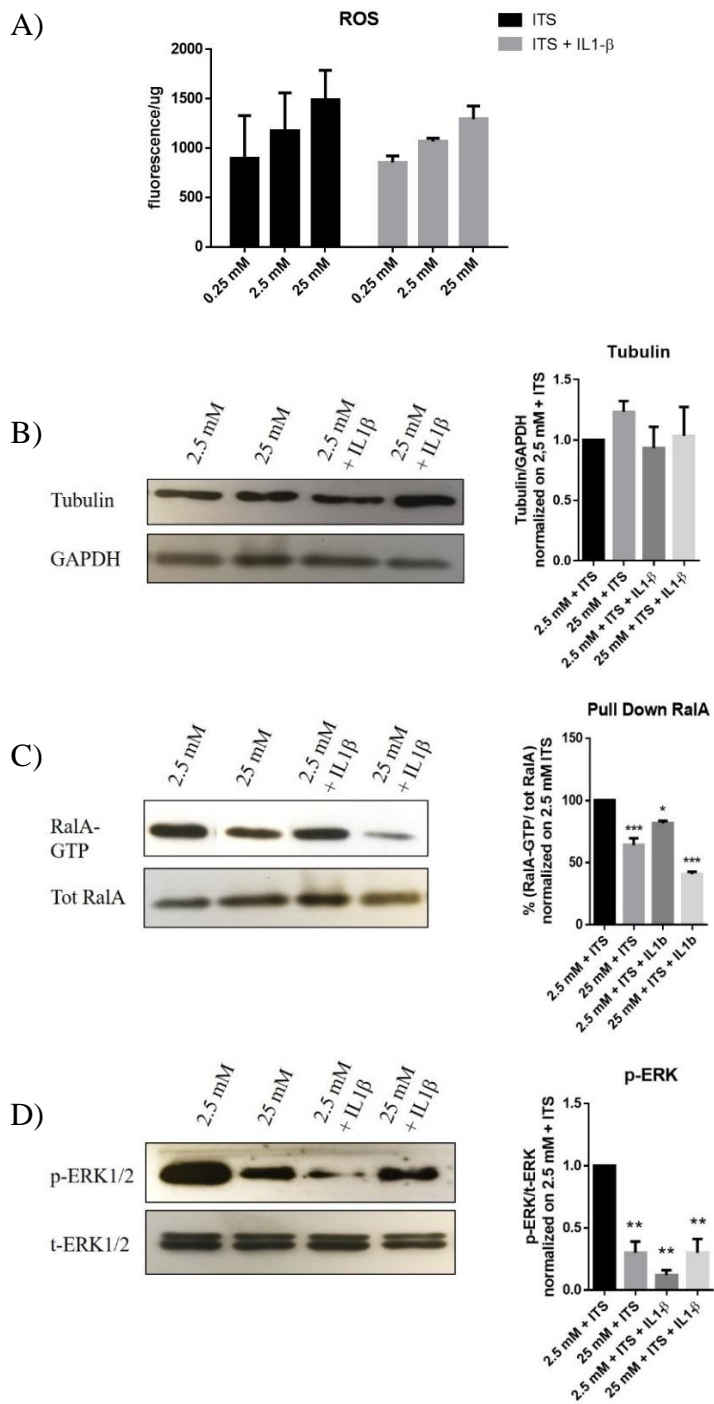 A)
ROS
ITS
ITS + IL1-β
fluorescence/ug
2000
1500
1000
500
0
0.25 mM
2.5 mM
25 mM
0.25 mM
2.5 mM
25 mM
B)
2.5 mM
25 mM
2.5 mM
+ IL1β
25 mM
+ IL1β
Tubulin
GAPDH
Tubulin
Tubulin/GAPDH
normalized on 2,5 mM + ITS
1.5
1.0
0.5
0.0
2.5 mM + ITS
25 mM + ITS
2.5 mM + ITS + IL1-β
25 mM + ITS + IL1-β
C)
2.5 mM
25 mM
2.5 mM
+ IL1β
25 mM
+ IL1β
RalA-
GTP
Tot RalA
Pull Down RalA
% (RalA-GTP/ tot RalA)
normalized on 2.5 mM ITS
150
100
50
0
***
*
***
2.5 mM + ITS
25 mM + ITS
2.5 mM + ITS + IL1b
25 mM + ITS + IL1b
D)
2.5 mM
25 mM
2.5 mM
+ IL1β
25 mM
+ IL1β
p-ERK1/2
t-ERK1/2
p-ERK
p-ERK/t-ERK
normalized on 2.5 mM + ITS
1.5
1.0
0.5
0.0
**
**
**
2.5 mM + ITS
25 mM + ITS
2.5 mM + ITS + IL1-β
25 mM + ITS + IL1-β